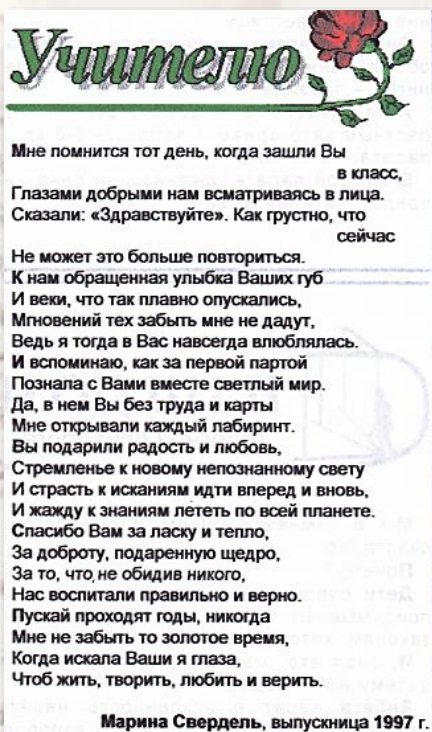 Учителю
Мне помнится тот день, когда зашли Вы
в класс,
Глазами добрыми нам всматриваясь в лица.
Сказали: «Здравствуйте». Как грустно, что
сейчас
Не может это больше повториться.
К нам обращенная улыбка Ваших губ
И веки, что так плавно опускались,
Мгновений тех забыть мне не дадут,
Ведь я тогда в Вас навсегда влюблялась.
И вспоминаю, как за первой партой
Познала с Вами вместе светлый мир.
Да, в нем Вы без труда и карты
Мне открывали каждый лабиринт.
Вы подарили радость и любовь,
Стремленье к новому непознанному свету
И страсть к исканиям идти вперед и вновь,
И жажду к знаниям лететь по всей планете.
Спасибо Вам за ласку и тепло,
За доброту, подаренную щедро,
За то, что, не обидив никого,
Нас воспитали правильно и верно.
Пускай проходят годы, никогда
Мне не забыть то золотое время,
Когда искала Ваши я глаза,
Чтоб жить, творить, любить и верить.
Марина Свердель, выпускница 1997 г.